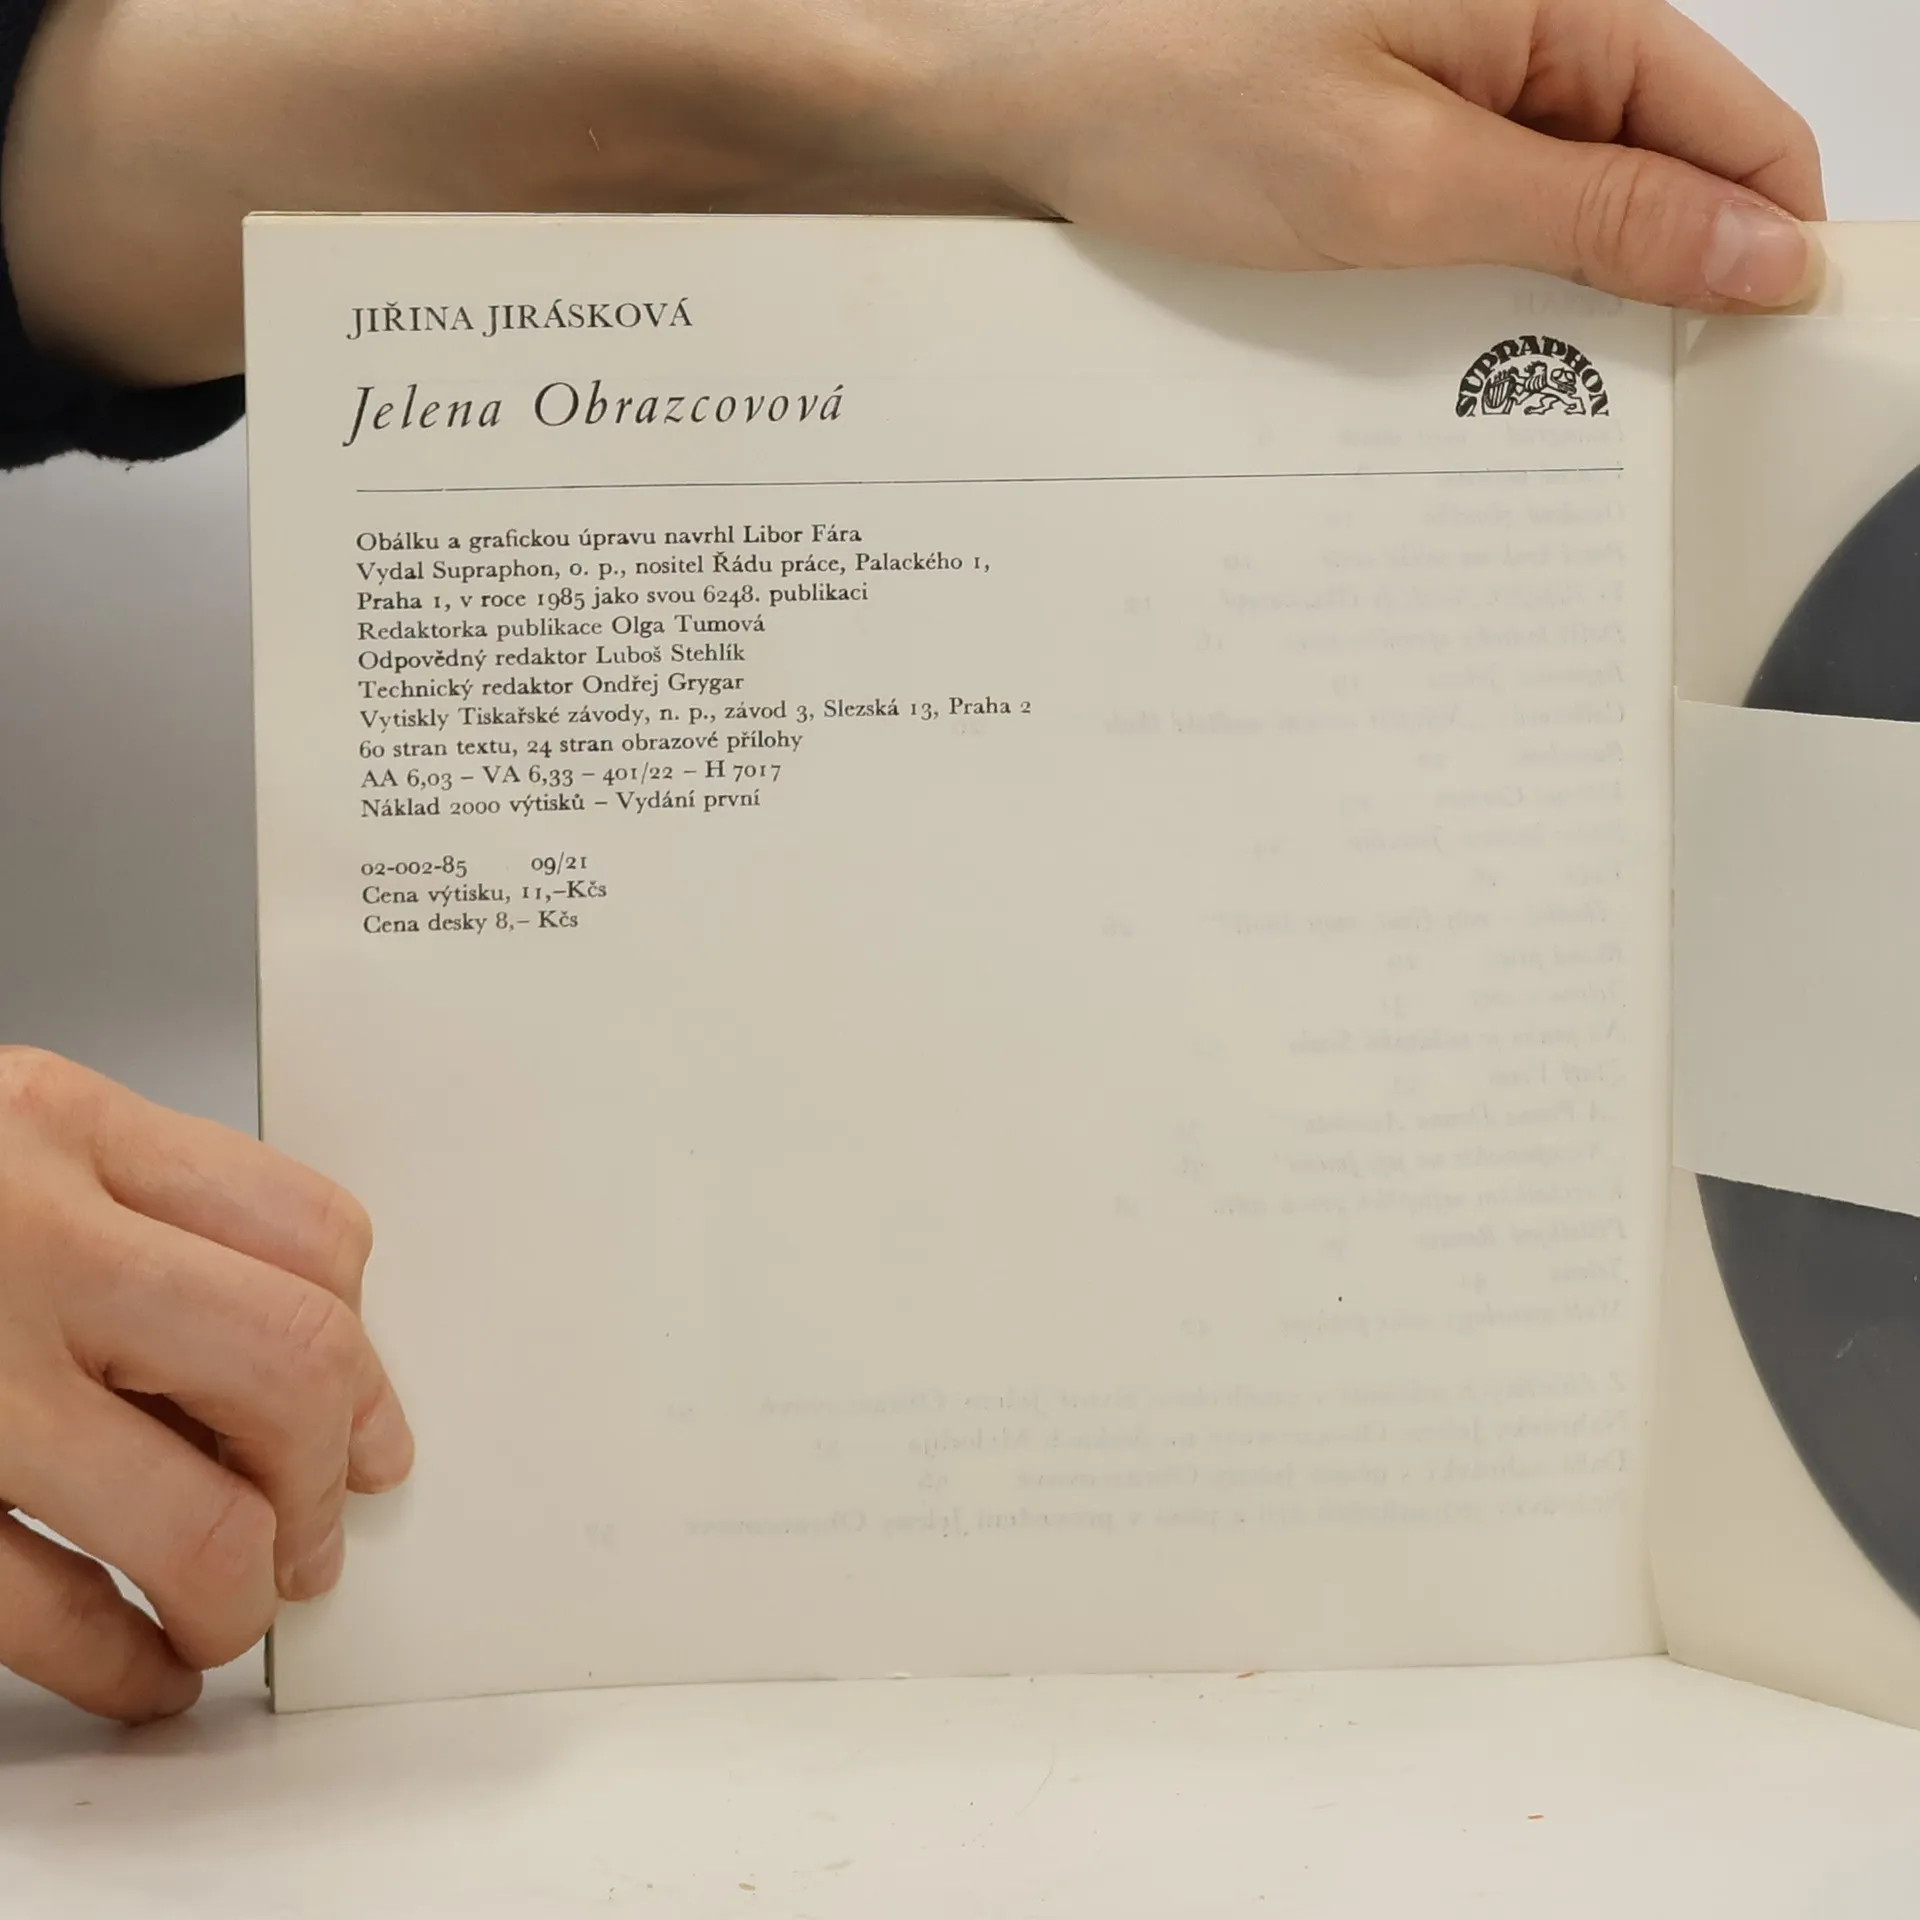 JIŘINA JIRÁSKOVÁ
Jelena Obrazcovová
SUPRAPHON
Obálku a grafickou úpravu navrhl Libor Fára
Vydal Supraphon, o. p., nositel Řádu práce, Palackého 1,
Praha 1, v roce 1985 jako svou 6248. publikaci
Redaktorka publikace Olga Tumová
Odpovědný redaktor Luboš Stehlík
Technický redaktor Ondřej Grygar
Vytiskly Tiskařské závody, n. p., závod 3, Slezská 13, Praha 2
60 stran textu, 24 stran obrazové přílohy
AA 6,03 – VA 6,33 – 401/22 – H 7017
Náklad 2000 výtisků – Vydání první
02-002-85 09/21
Cena výtisku, 11,–Kčs
Cena desky 8,– Kčs